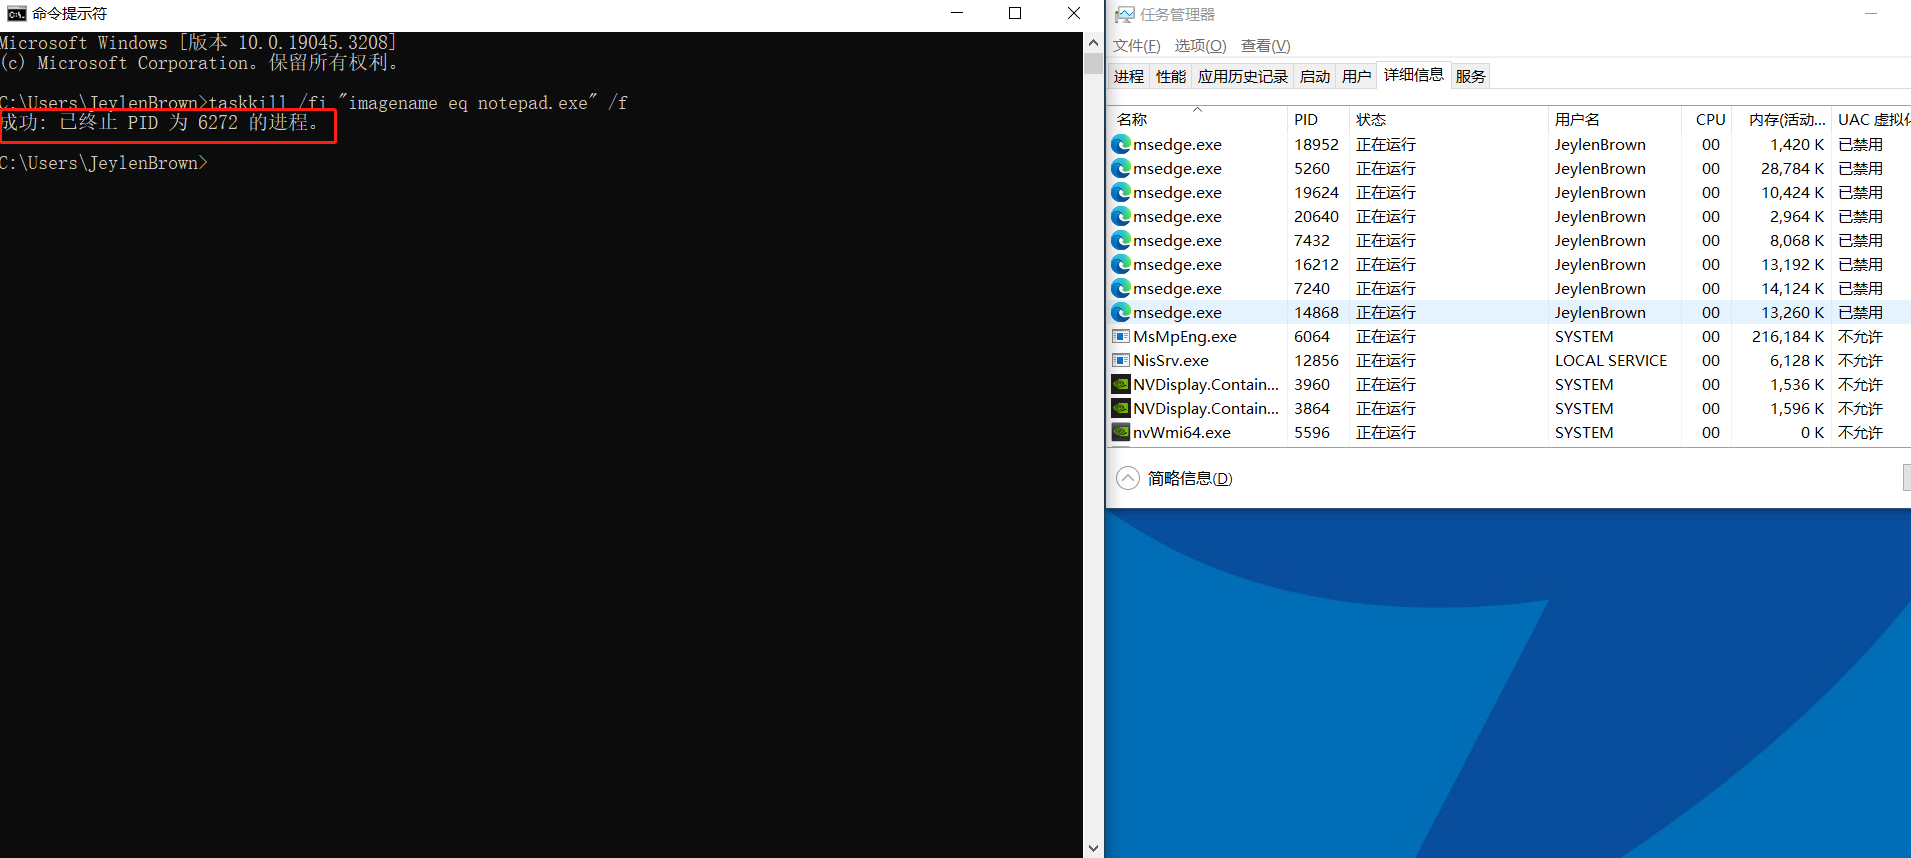 命令提示符
Microsoft Windows [版本 10.0.19045.3208]
(c) Microsoft Corporation。保留所有权利。
C:\Users\JeylenBrown>taskkill /fi "imagename eq notepad.exe" /f
成功: 已终止 PID 为 6272 的进程。
C:\Users\JeylenBrown>
任务管理器
文件(F) 选项(O) 查看(V)
进程 性能 应用历史记录 启动 用户 详细信息 服务
名称 PID 状态 用户名 CPU 内存(活动... UAC 虚拟化
msedge.exe 18952 正在运行 JeylenBrown 00 1,420 K 已禁用
msedge.exe 5260 正在运行 JeylenBrown 00 28,784 K 已禁用
msedge.exe 19624 正在运行 JeylenBrown 00 10,424 K 已禁用
msedge.exe 20640 正在运行 JeylenBrown 00 2,964 K 已禁用
msedge.exe 7432 正在运行 JeylenBrown 00 8,068 K 已禁用
msedge.exe 16212 正在运行 JeylenBrown 00 13,192 K 已禁用
msedge.exe 7240 正在运行 JeylenBrown 00 14,124 K 已禁用
msedge.exe 14868 正在运行 JeylenBrown 00 13,260 K 已禁用
MsMpEng.exe 6064 正在运行 SYSTEM 00 216,184 K 不允许
NisSrv.exe 12856 正在运行 LOCAL SERVICE 00 6,128 K 不允许
NVDisplay.Contain... 3960 正在运行 SYSTEM 00 1,536 K 不允许
NVDisplay.Contain... 3864 正在运行 SYSTEM 00 1,596 K 不允许
nvWmi64.exe 5596 正在运行 SYSTEM 00 0 K 不允许
简略信息(D)